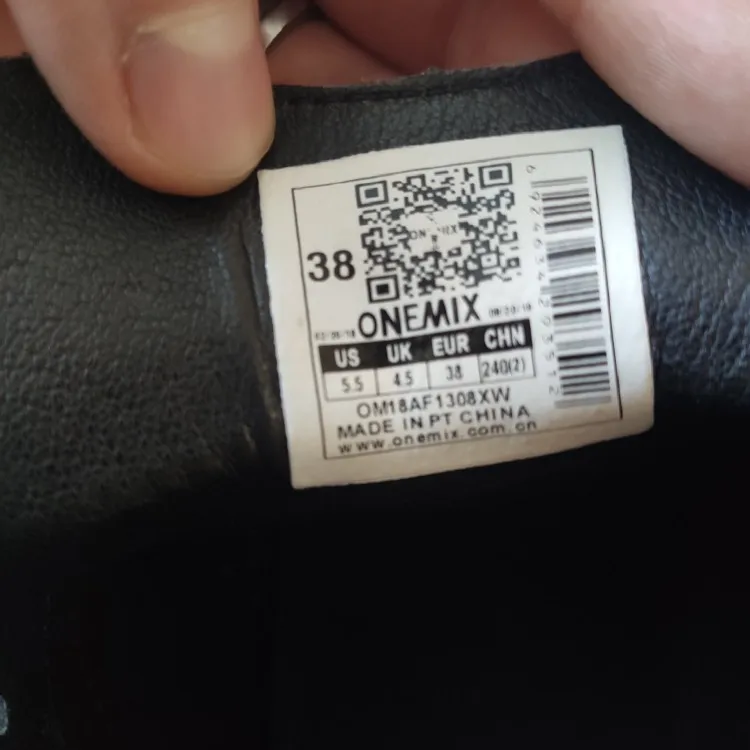 38
ONEMIX
US UK EUR CHN
5.5 4.5 38 240(2)
OM18AF1308XW
MADE IN PT CHINA
www.onemix.com.cn